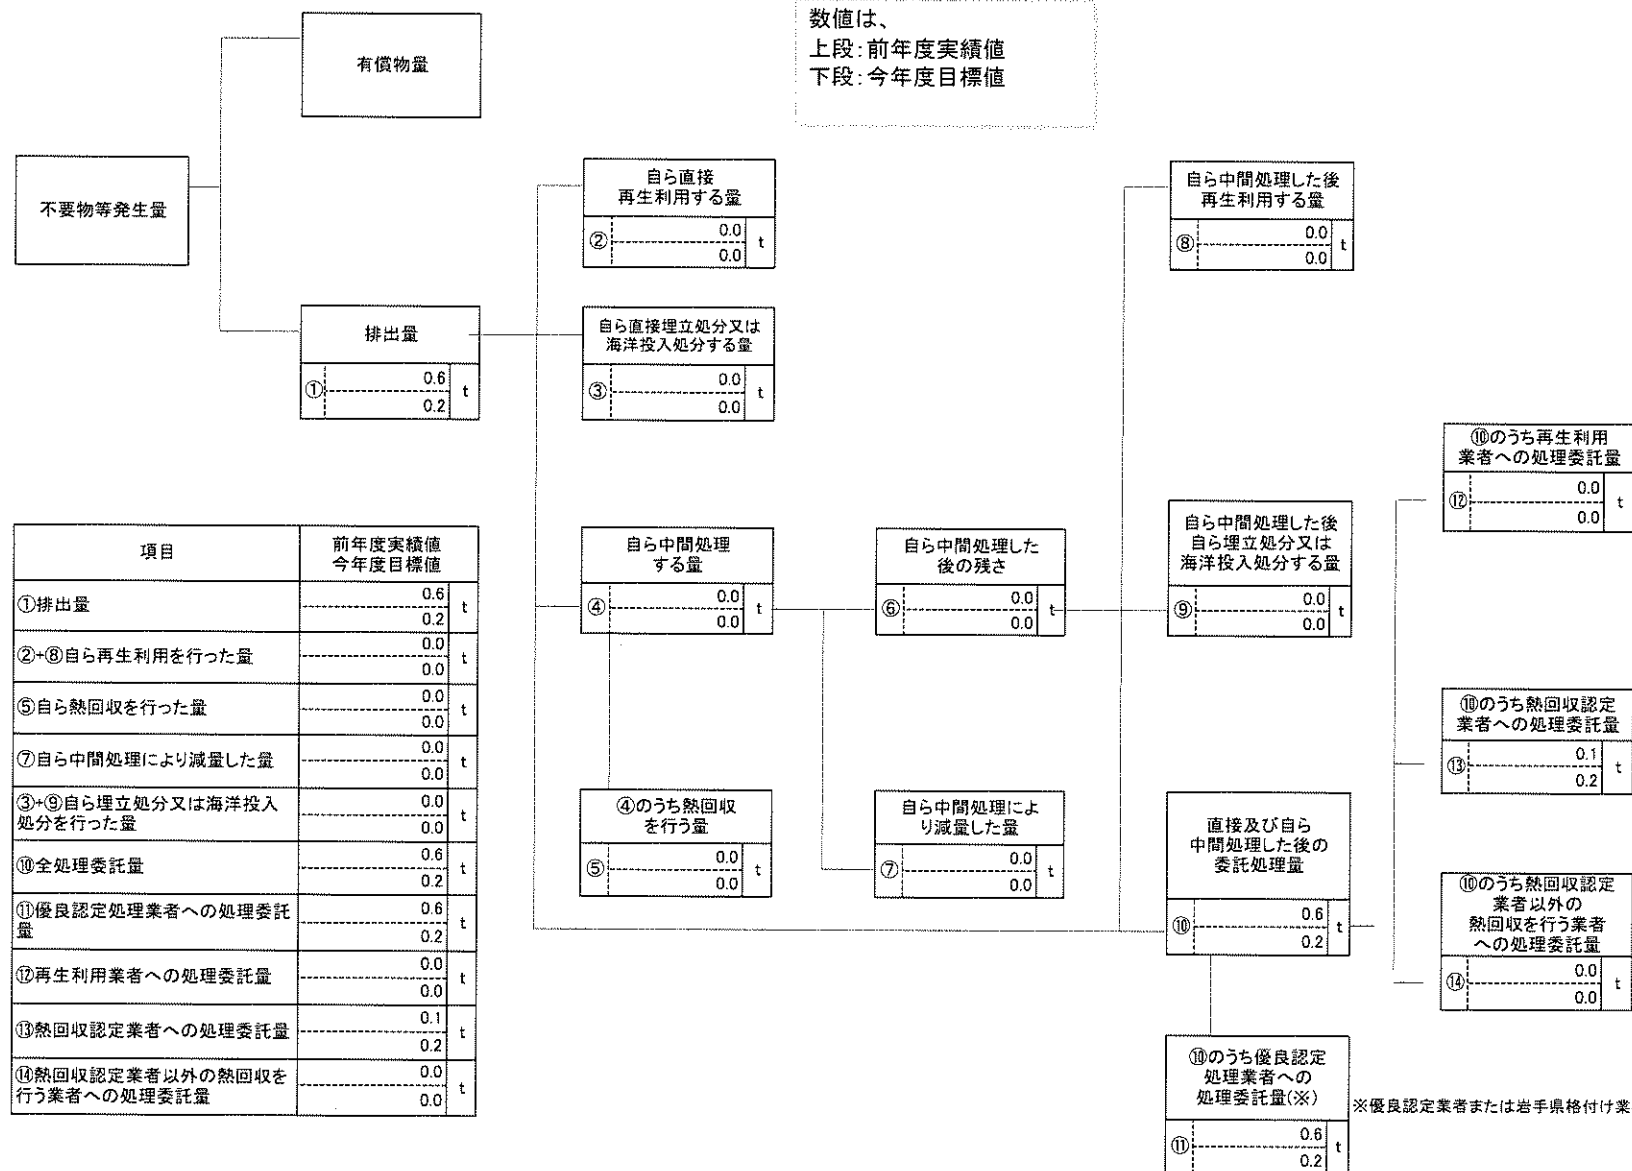 数値は、
上段:前年度実績値
下段:今年度目標値
有償物量
不要物等発生量
排出量
①
0.6
0.2
t
自ら直接
再生利用する量
②
0.0
0.0
t
自ら直接埋立処分又は
海洋投入処分する量
③
0.0
0.0
t
自ら中間処理
する量
④
0.0
0.0
t
④のうち熱回収
を行う量
⑤
0.0
0.0
t
自ら中間処理した
後の残さ
⑥
0.0
0.0
t
自ら中間処理によ
り減量した量
⑦
0.0
0.0
t
自ら中間処理した後
再生利用する量
⑧
0.0
0.0
t
自ら中間処理した後
自ら埋立処分又は
海洋投入処分する量
⑨
0.0
0.0
t
直接及び自ら
中間処理した後の
委託処理量
⑩
0.6
0.2
t
⑩のうち優良認定
処理業者への
処理委託量(※)
⑪
0.6
0.2
t
※優良認定業者または岩手県格付け業
⑩のうち再生利用
業者への処理委託量
⑫
0.0
0.0
t
⑩のうち熱回収認定
業者への処理委託量
⑬
0.1
0.2
t
⑩のうち熱回収認定
業者以外の
熱回収を行う業者
への処理委託量
⑭
0.0
0.0
t
項目
前年度実績値
今年度目標値
①排出量
0.6
0.2
t
②+⑧自ら再生利用を行った量
0.0
0.0
t
⑤自ら熱回収を行った量
0.0
0.0
t
⑦自ら中間処理により減量した量
0.0
0.0
t
③+⑨自ら埋立処分又は海洋投入
処分を行った量
0.0
0.0
t
⑩全処理委託量
0.6
0.2
t
⑪優良認定処理業者への処理委託
量
0.6
0.2
t
⑫再生利用業者への処理委託量
0.0
0.0
t
⑬熱回収認定業者への処理委託量
0.1
0.2
t
⑭熱回収認定業者以外の熱回収を
行う業者への処理委託量
0.0
0.0
t